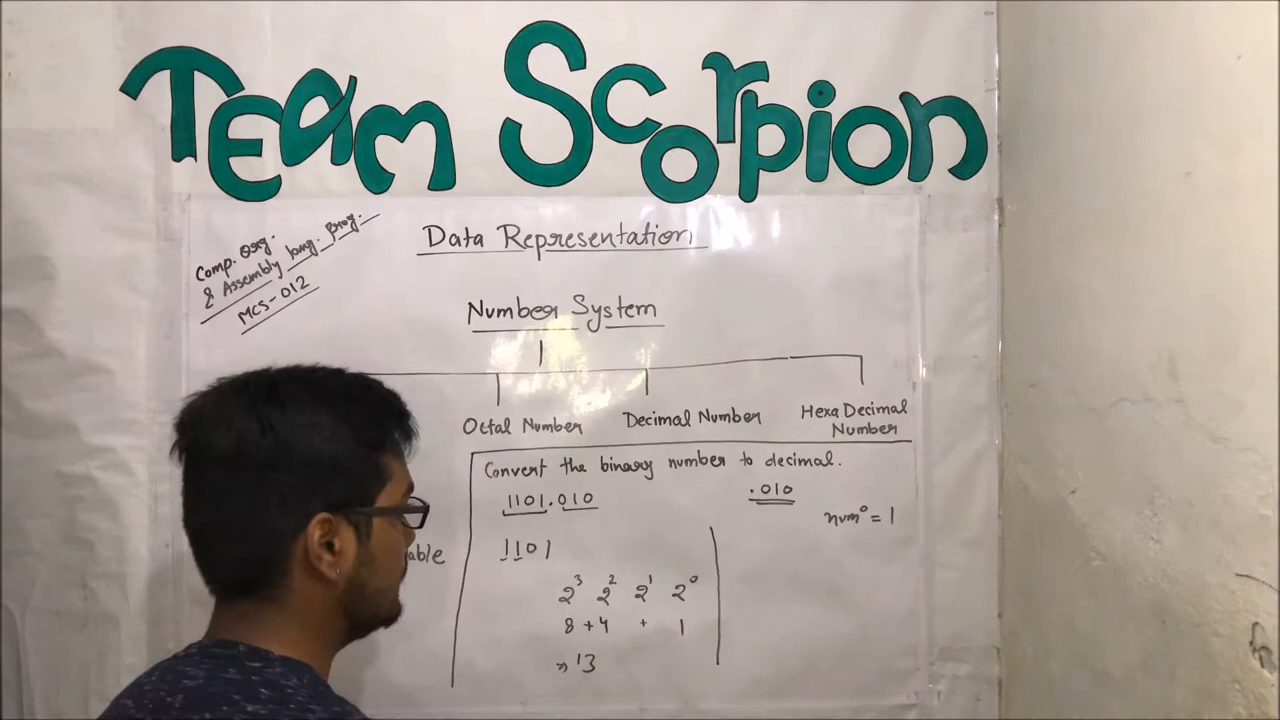 TEam Scorpion
Comp. Org.
& Assembly lang. Prog.
MCS-012
Data Representation
Number System
Octal Number
Decimal Number
Hexa Decimal
Number
Convert the binary number to decimal.
1101.010
.010
num⁰ = 1
1101
able
2³ 2² 2¹ 2⁰
8 + 4 + 1
13